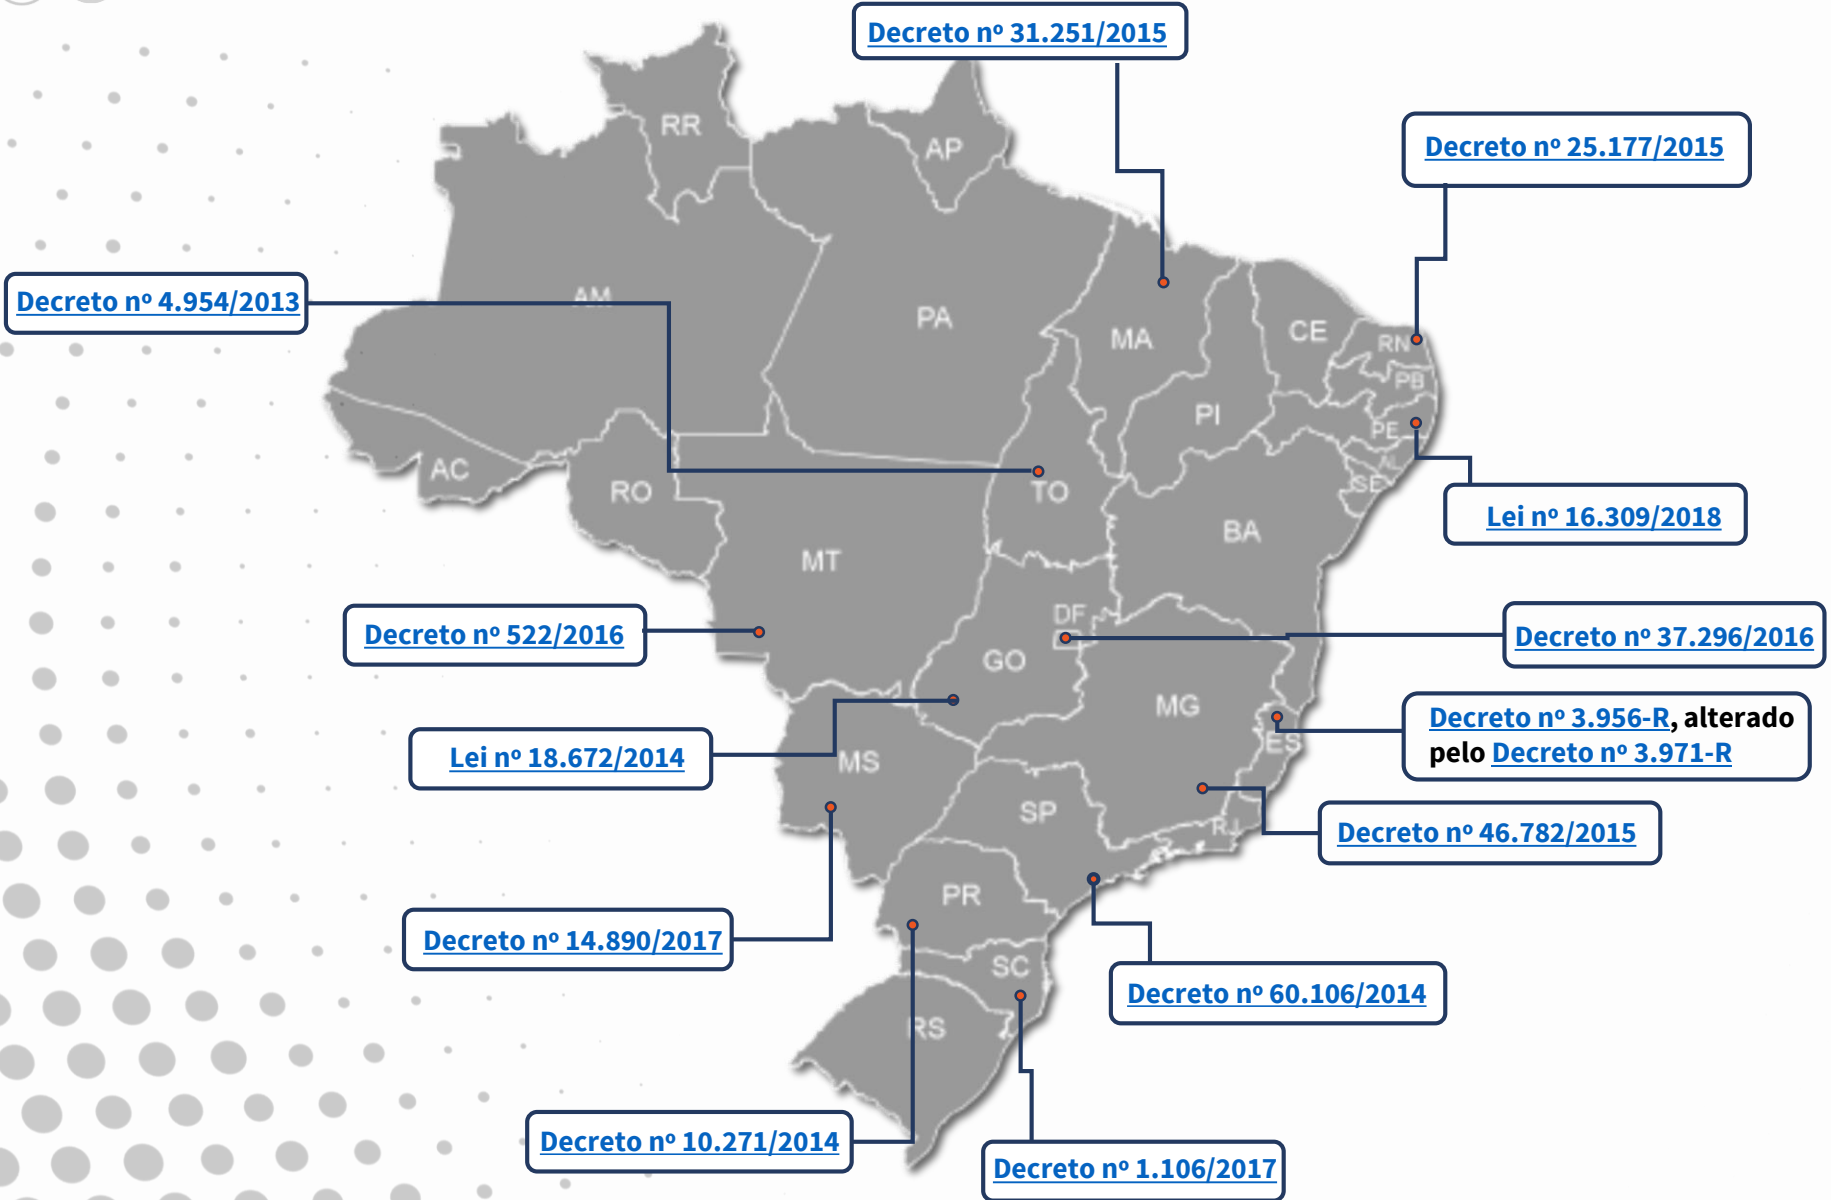 Decreto nº 31.251/2015
RR
AP
Decreto nº 25.177/2015
Decreto nº 4.954/2013
AM
PA
MA
CE
RN
PB
PI
PE
AL
SE
AC
RO
TO
Lei nº 16.309/2018
BA
MT
DF
Decreto nº 522/2016
Decreto nº 37.296/2016
GO
MG
Decreto nº 3.956-R, alterado
pelo Decreto nº 3.971-R
ES
Lei nº 18.672/2014
MS
SP
RJ
Decreto nº 46.782/2015
PR
Decreto nº 14.890/2017
SC
Decreto nº 60.106/2014
RS
Decreto nº 10.271/2014
Decreto nº 1.106/2017